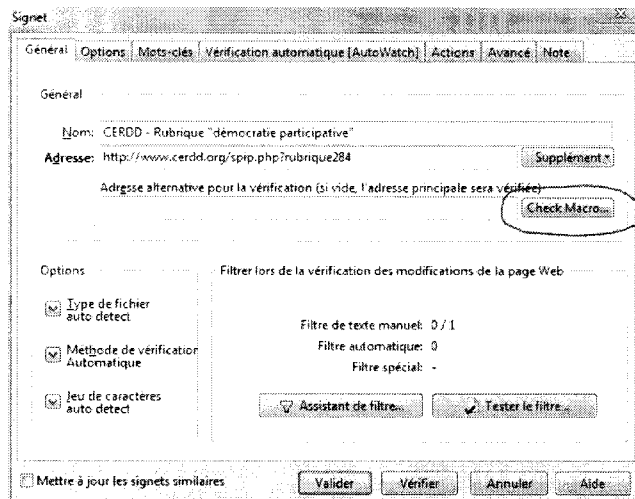 Signet
Général Options Mots-clés Vérification automatique [AutoWatch] Actions Avancé Note
Général
Nom: CERDD - Rubrique "démocratie participative"
Adresse: http://www.cerdd.org/spip.php?rubrique284 Supplément
Adresse alternative pour la vérification (si vide, l'adresse principale sera vérifiée)
Check Macro...
Options
Filtrer lors de la vérification des modifications de la page Web
Type de fichier
auto detect
Méthode de vérification
Automatique
Jeu de caractères
auto detect
Filtre de texte manuel: 0 / 1
Filtre automatique: 0
Filtre spécial: -
Assistant de filtre... Tester le filtre...
Mettre à jour les signets similaires Valider Vérifier Annuler Aide